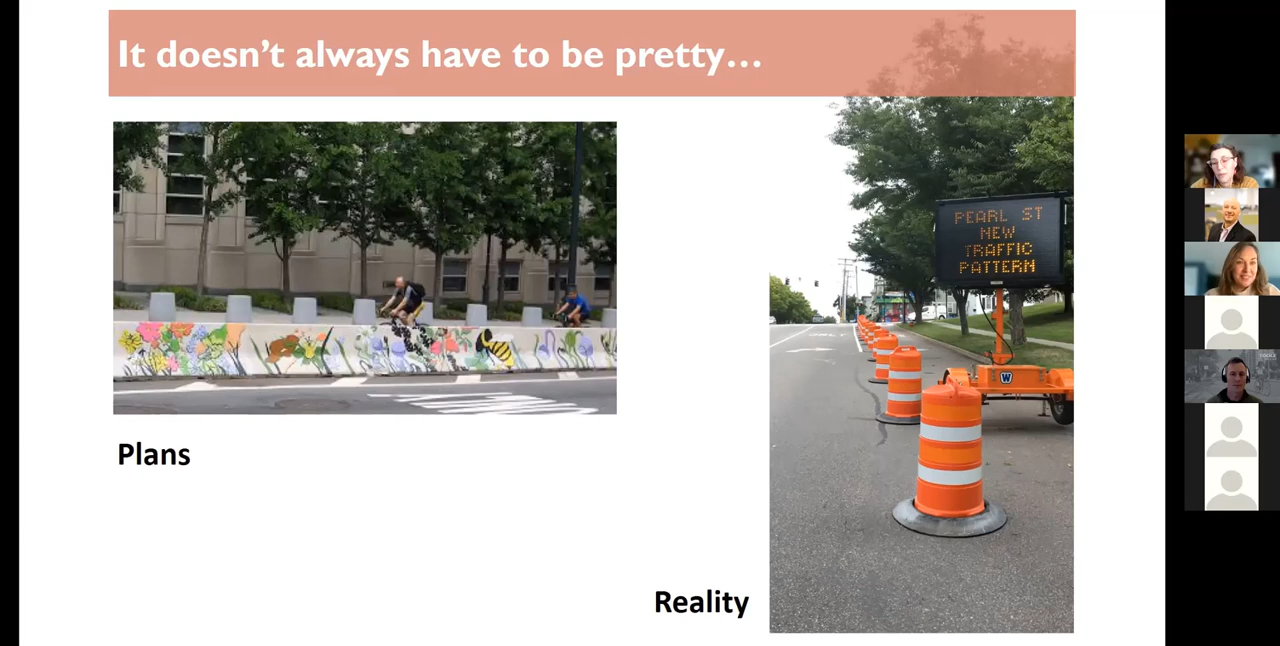 It doesn't always have to be pretty…
PEARL ST
NEW
TRAFFIC
PATTERN
W
Plans
Reality